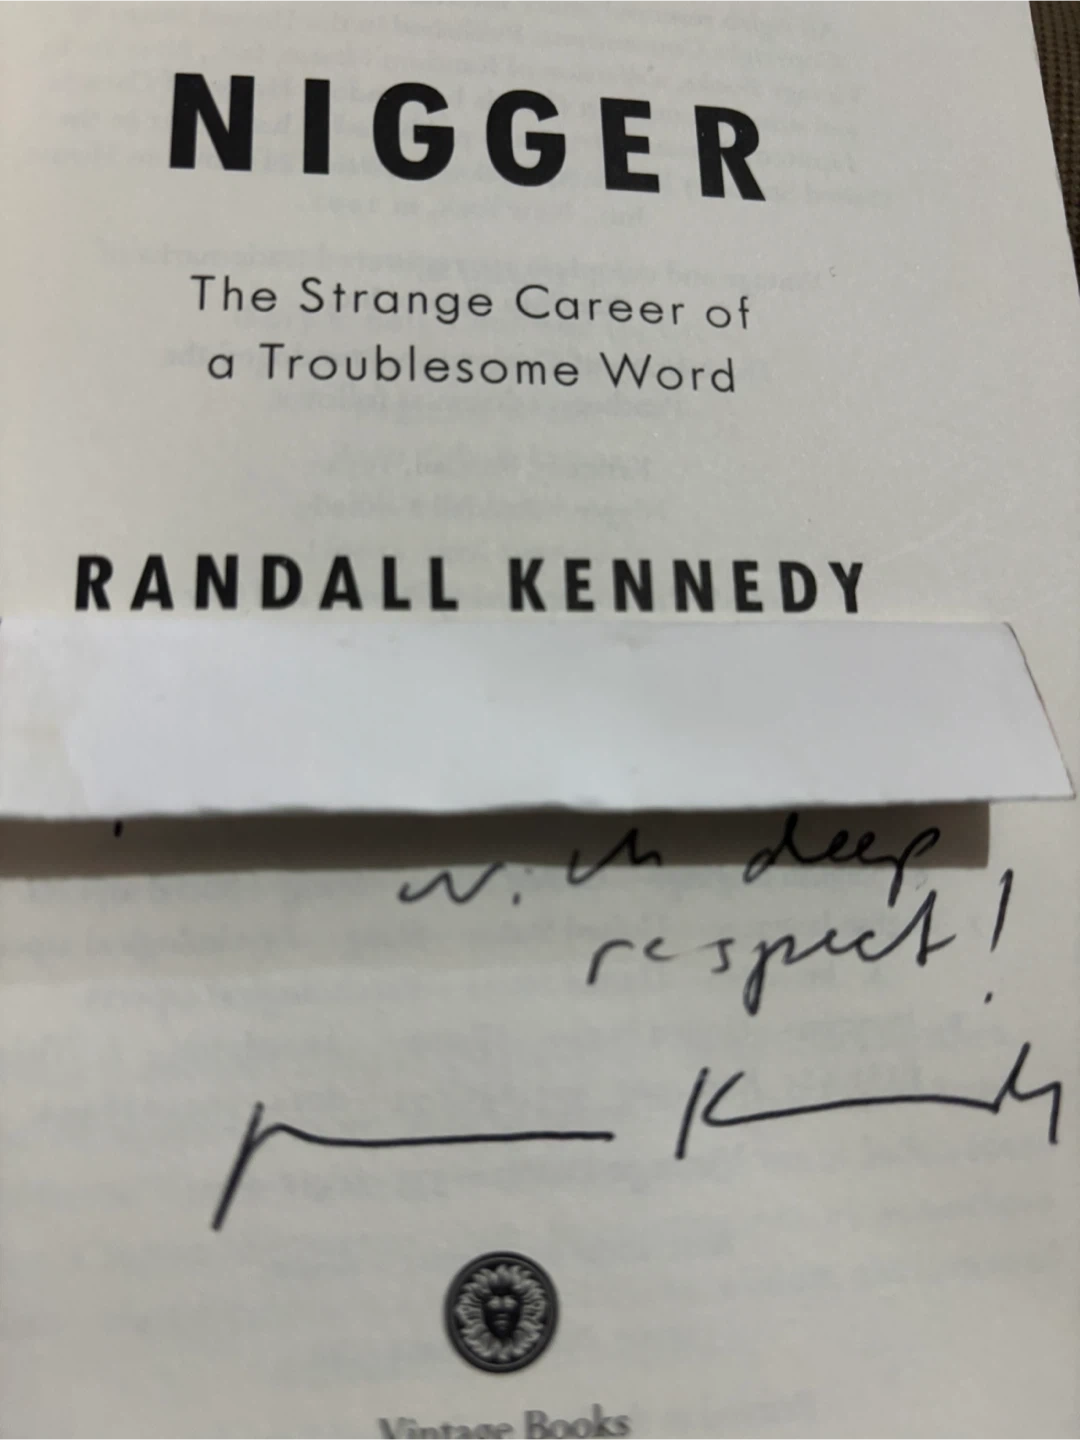 NIGGER
The Strange Career of
a Troublesome Word
RANDALL KENNEDY
with deep
respect!
Vintage Books